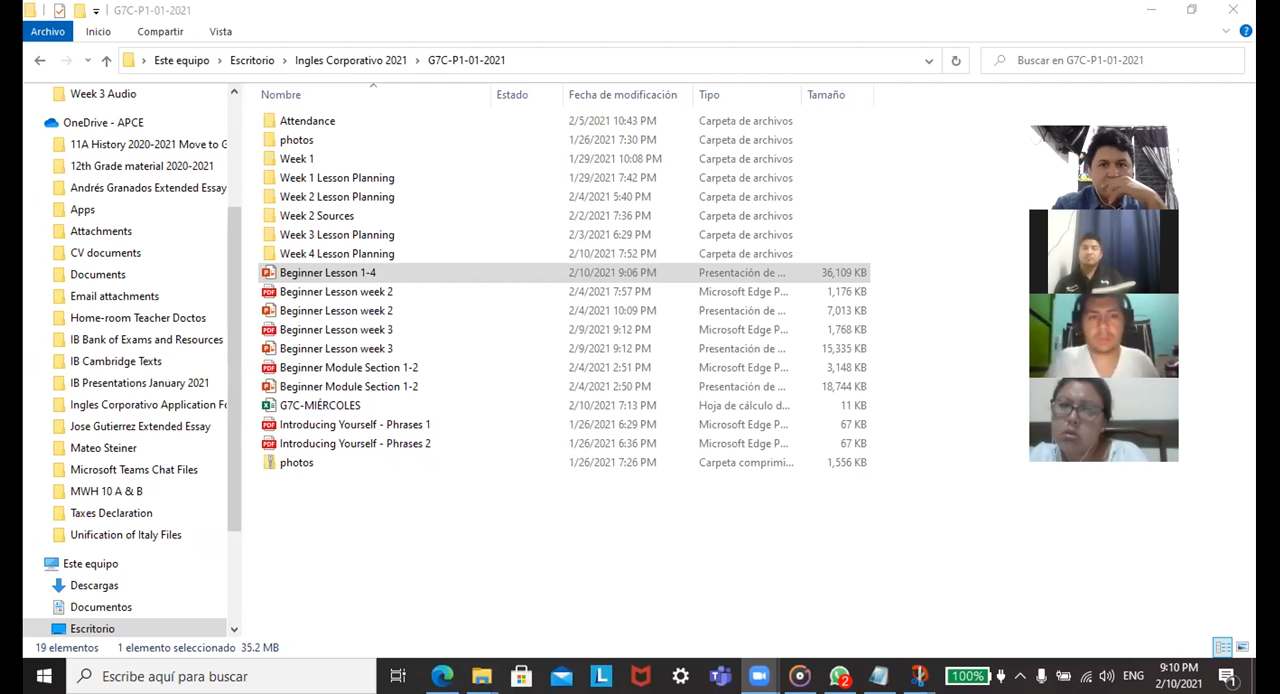 G7C-P1-01-2021
Archivo Inicio Compartir Vista
Este equipo Escritorio Ingles Corporativo 2021 G7C-P1-01-2021
Buscar en G7C-P1-01-2021
Nombre Estado Fecha de modificación Tipo Tamaño
Week 3 Audio
OneDrive - APCE
11A History 2020-2021 Move to G
12th Grade material 2020-2021
Andrés Granados Extended Essay
Apps
Attachments
CV documents
Documents
Email attachments
Home-room Teacher Doctos
IB Bank of Exams and Resources
IB Cambridge Texts
IB Presentations January 2021
Ingles Corporativo Application Fo
Jose Gutierrez Extended Essay
Mateo Steiner
Microsoft Teams Chat Files
MWH 10 A & B
Taxes Declaration
Unification of Italy Files
Este equipo
Descargas
Documentos
Escritorio
Attendance 2/5/2021 10:43 PM Carpeta de archivos
photos 1/26/2021 7:30 PM Carpeta de archivos
Week 1 1/29/2021 10:08 PM Carpeta de archivos
Week 1 Lesson Planning 1/29/2021 7:42 PM Carpeta de archivos
Week 2 Lesson Planning 2/4/2021 5:40 PM Carpeta de archivos
Week 2 Sources 2/2/2021 7:36 PM Carpeta de archivos
Week 3 Lesson Planning 2/3/2021 6:29 PM Carpeta de archivos
Week 4 Lesson Planning 2/10/2021 7:52 PM Carpeta de archivos
Beginner Lesson 1-4 2/10/2021 9:06 PM Presentación de ... 36,109 KB
Beginner Lesson week 2 2/4/2021 7:57 PM Microsoft Edge P... 1,176 KB
Beginner Lesson week 2 2/4/2021 10:09 PM Presentación de ... 7,013 KB
Beginner Lesson week 3 2/9/2021 9:12 PM Microsoft Edge P... 1,768 KB
Beginner Lesson week 3 2/9/2021 9:12 PM Presentación de ... 15,335 KB
Beginner Module Section 1-2 2/4/2021 2:51 PM Microsoft Edge P... 3,148 KB
Beginner Module Section 1-2 2/4/2021 2:50 PM Presentación de ... 18,744 KB
G7C-MIÉRCOLES 2/10/2021 7:13 PM Hoja de cálculo d... 11 KB
Introducing Yourself - Phrases 1 1/26/2021 6:29 PM Microsoft Edge P... 67 KB
Introducing Yourself - Phrases 2 1/26/2021 6:36 PM Microsoft Edge P... 67 KB
photos 1/26/2021 7:26 PM Carpeta comprimi... 1,556 KB
19 elementos 1 elemento seleccionado 35.2 MB
Escribe aquí para buscar
L
2
100%
ENG
9:10 PM
2/10/2021
1